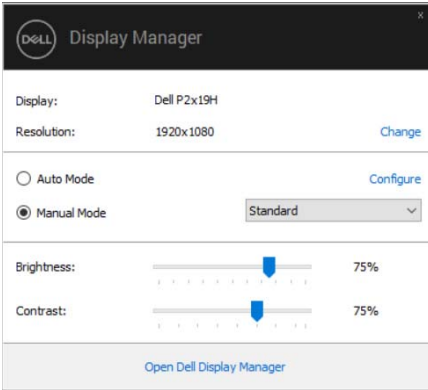 x
DELL Display Manager
Display: Dell P2x19H
Resolution: 1920x1080 Change
Auto Mode Configure
Manual Mode Standard
Brightness: 75%
Contrast: 75%
Open Dell Display Manager